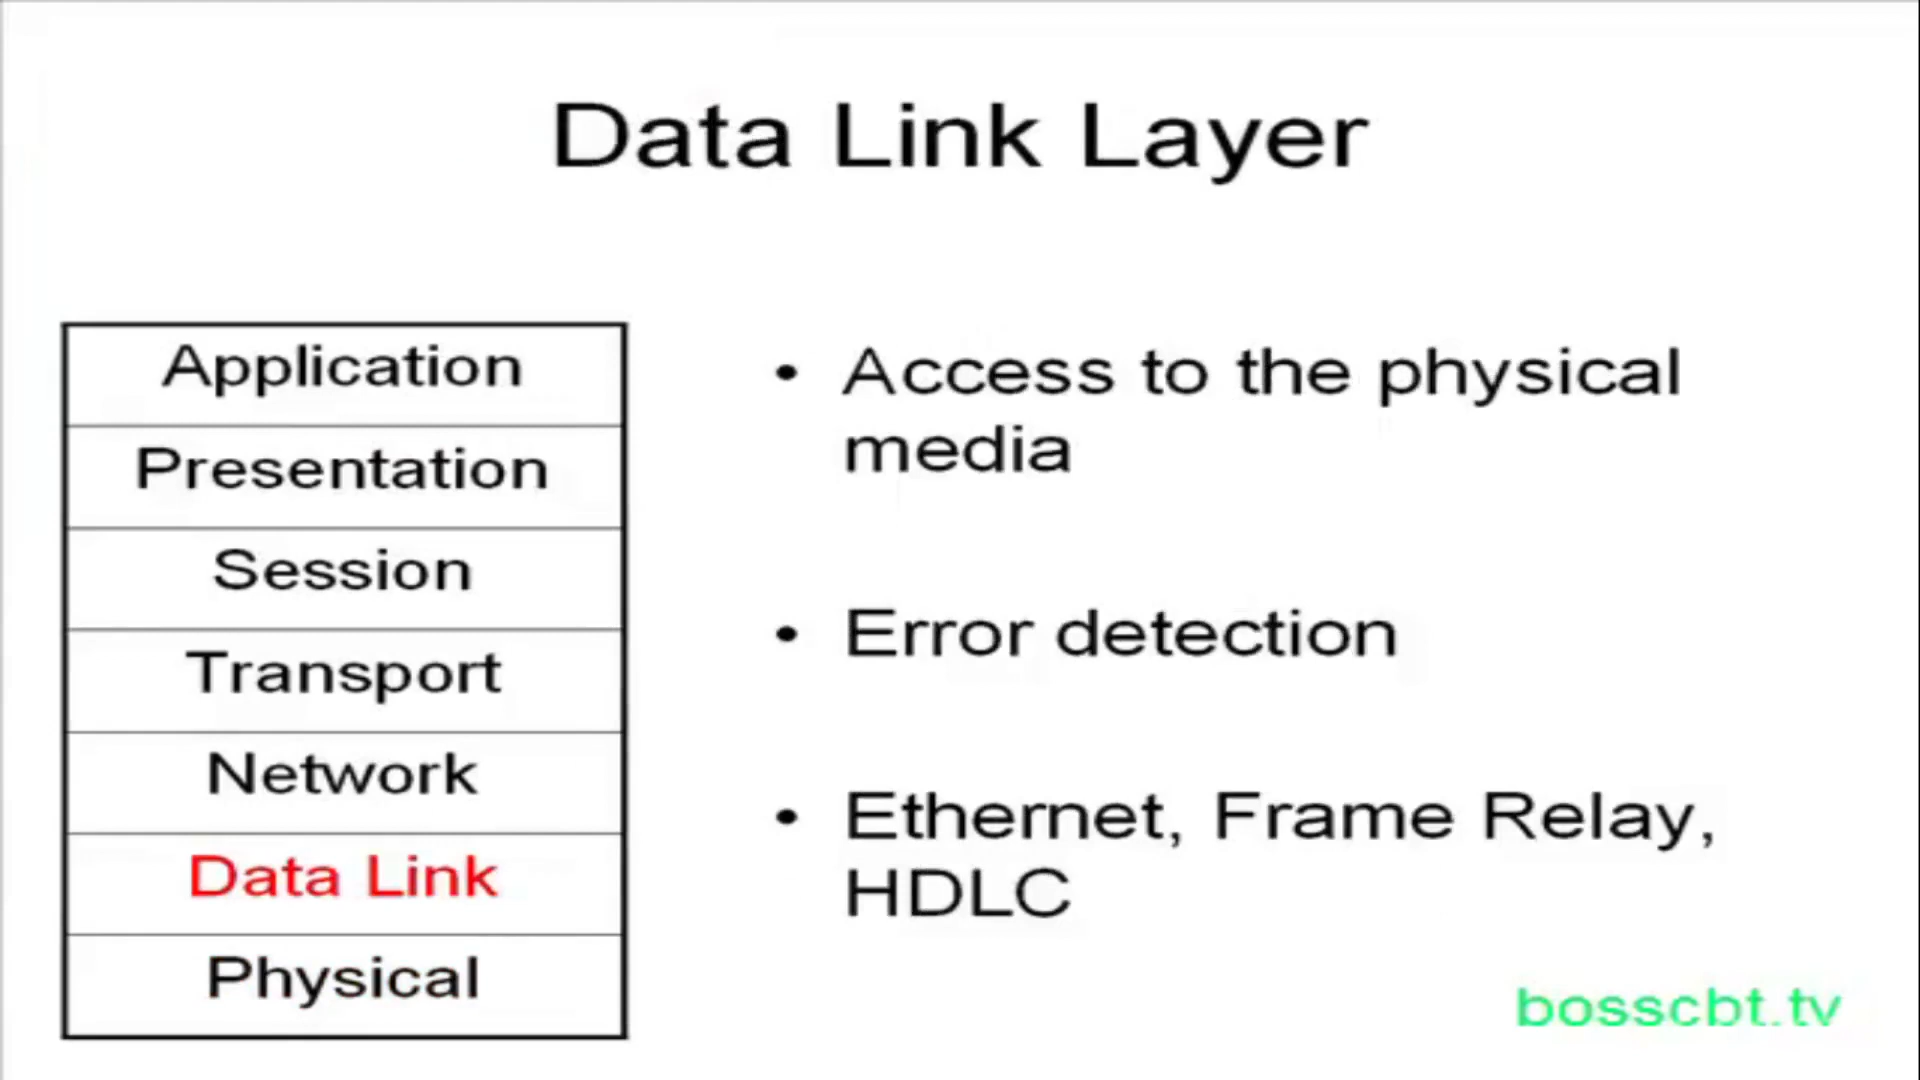 Data Link Layer
Application
Presentation
Session
Transport
Network
Data Link
Physical
• Access to the physical
media
• Error detection
• Ethernet, Frame Relay,
HDLC
bosscbt.tv